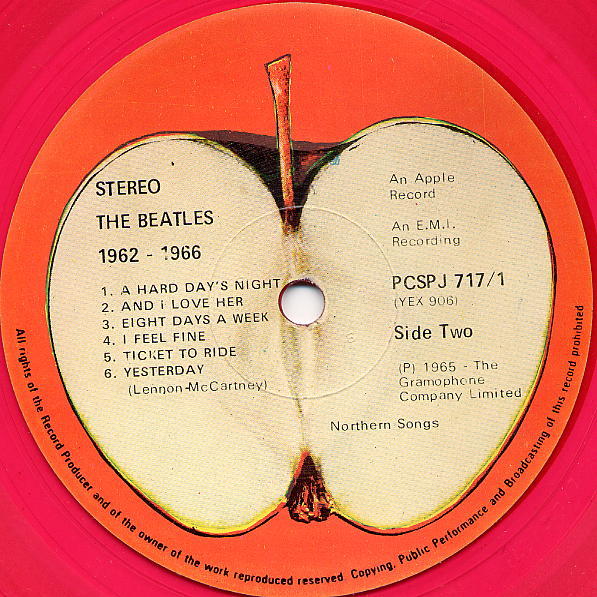 STEREO
THE BEATLES
1962 - 1966
1. A HARD DAY'S NIGHT
2. AND I LOVE HER
3. EIGHT DAYS A WEEK
4. I FEEL FINE
5. TICKET TO RIDE
6. YESTERDAY
(Lennon-McCartney)
An Apple
Record
An E.M.I.
Recording
PCSPJ 717/1
(YEX 906)
Side Two
(P) 1965 - The
Gramophone
Company Limited
Northern Songs
All rights of the Record Producer and of the owner of the work reproduced reserved. Copying, Public Performance and Broadcasting of this record prohibited